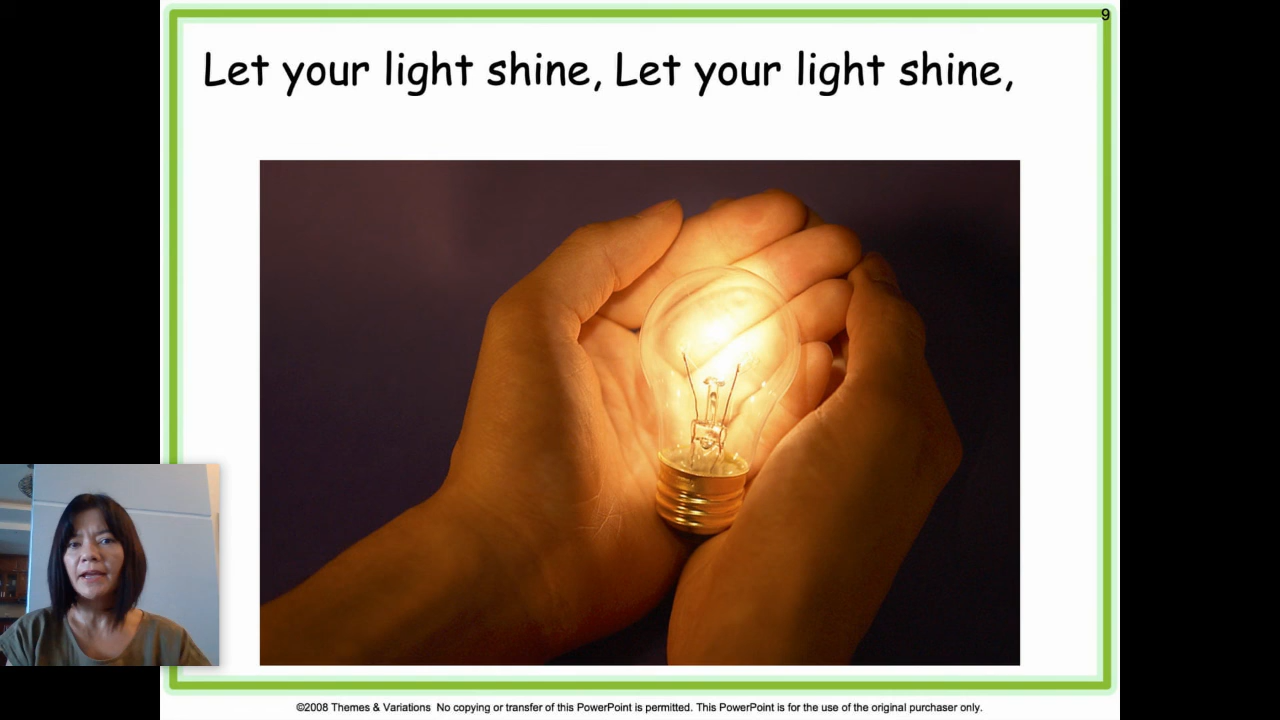 9
Let your light shine, Let your light shine,
©2008 Themes & Variations No copying or transfer of this PowerPoint is permitted. This PowerPoint is for the use of the original purchaser only.